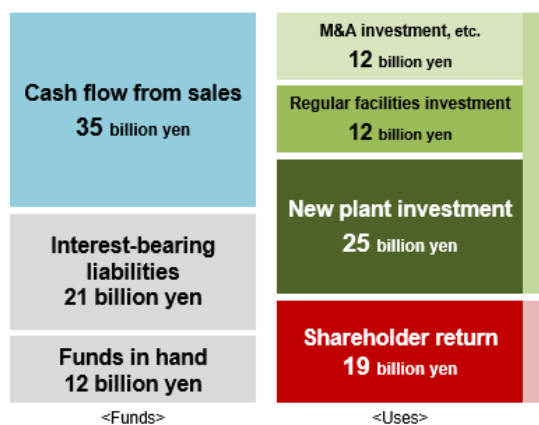 Cash flow from sales
35 billion yen
Interest-bearing
liabilities
21 billion yen
Funds in hand
12 billion yen
<Funds>
M&A investment, etc.
12 billion yen
Regular facilities investment
12 billion yen
New plant investment
25 billion yen
Shareholder return
19 billion yen
<Uses>